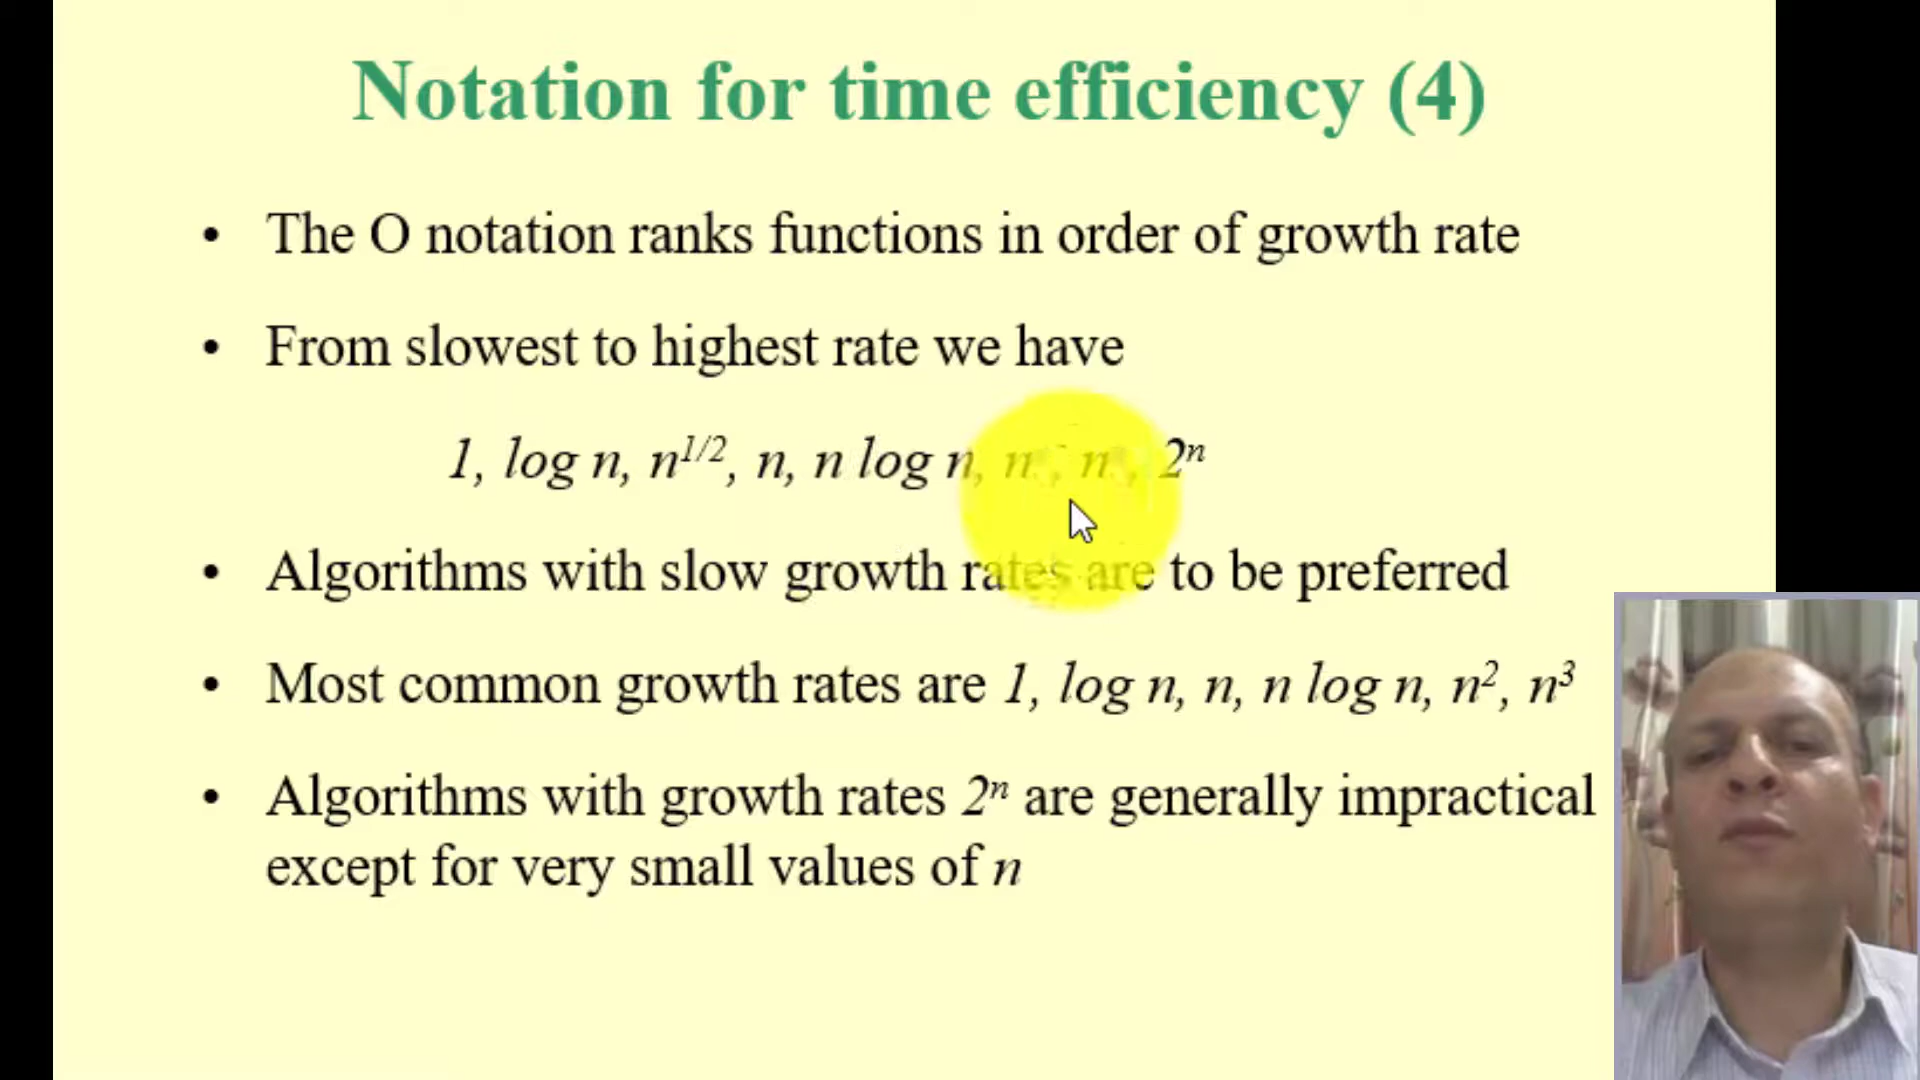 Notation for time efficiency (4)
• The O notation ranks functions in order of growth rate
• From slowest to highest rate we have
1, log n, n^1/2, n, n log n, n, n, 2^n
• Algorithms with slow growth rates are to be preferred
• Most common growth rates are 1, log n, n, n log n, n², n³
• Algorithms with growth rates 2ⁿ are generally impractical
except for very small values of n